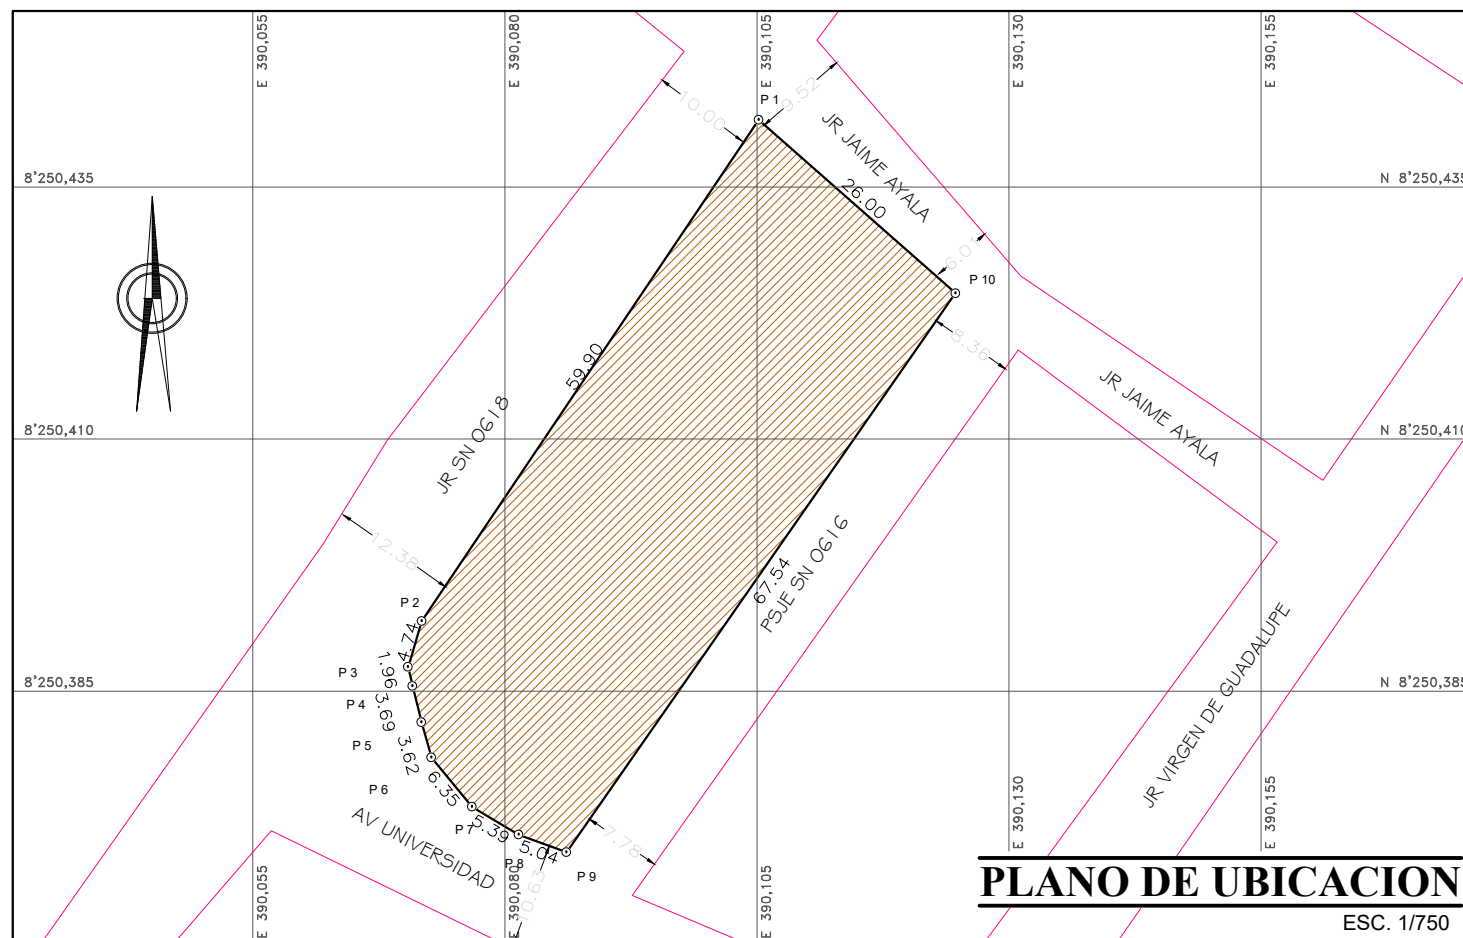 E 390,055
E 390,080
E 390,105
E 390,130
E 390,155
P 1
9.52
10.00
JR JAIME AYALA
8'250,435
N 8'250,435
26.00
6.01
P 10
8.36
59.90
JR JAIME AYALA
JR SN 0618
8'250,410
N 8'250,410
12.38
67.54
PSJE SN 0616
P 2
4.74
1.96
P 3
8'250,385
N 8'250,385
P 4
3.69
P 5
3.62
P 6
6.35
JR VIRGEN DE GUADALUPE
AV UNIVERSIDAD
P 7
5.39
5.04
P 8
P 9
7.78
10.63
E 390,055
E 390,080
E 390,105
E 390,130
E 390,155
PLANO DE UBICACION
ESC. 1/750